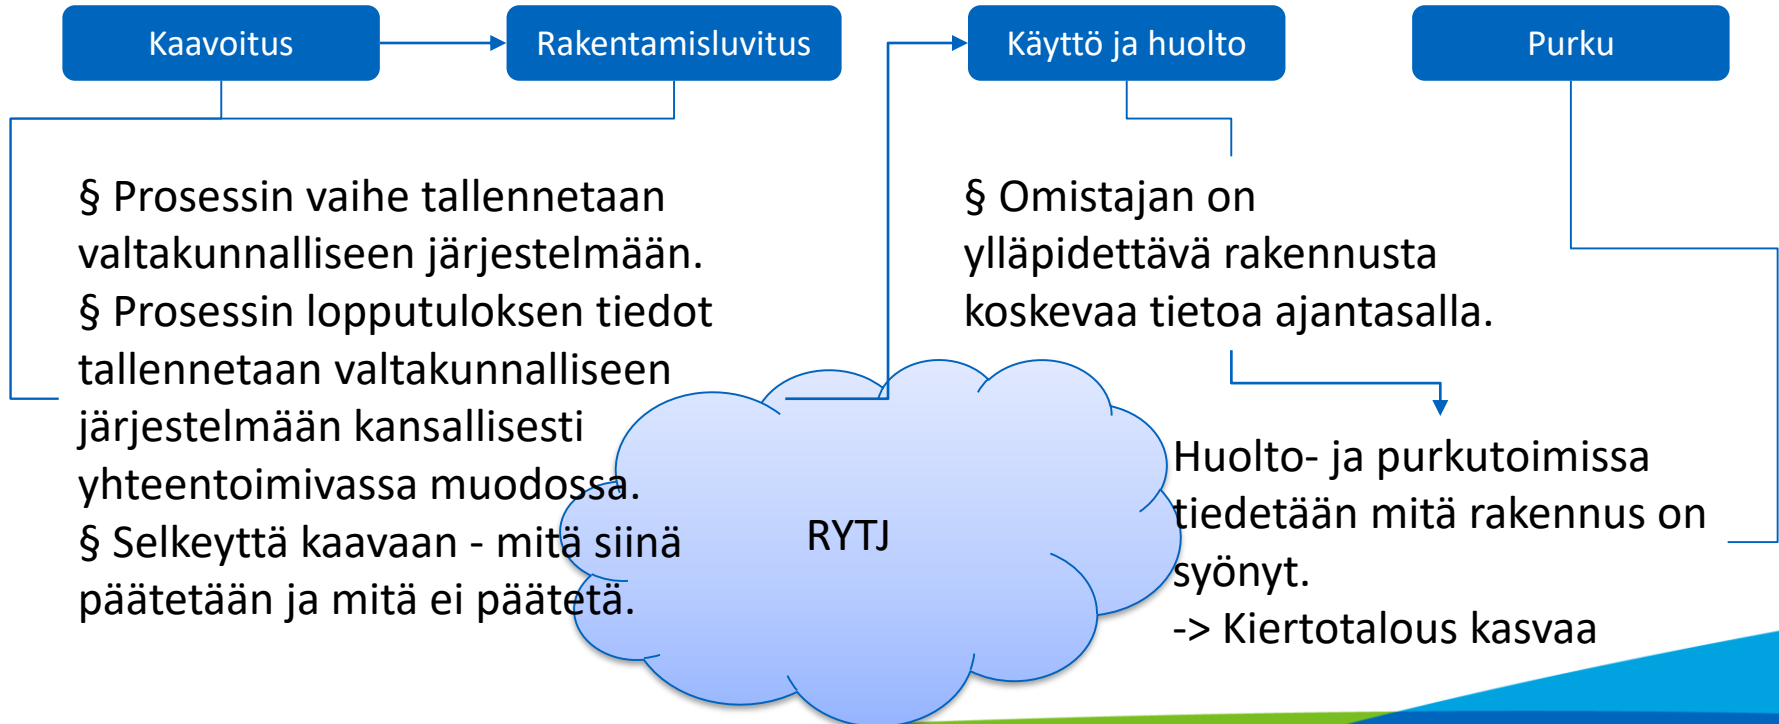 Kaavoitus
Rakentamisluvitus
Käyttö ja huolto
Purku
§ Prosessin vaihe tallennetaan
valtakunnalliseen järjestelmään.
§ Prosessin lopputuloksen tiedot
tallennetaan valtakunnalliseen
järjestelmään kansallisesti
yhteentoimivassa muodossa.
§ Selkeyttä kaavaan - mitä siinä
päätetään ja mitä ei päätetä.
RYTJ
§ Omistajan on
ylläpidettävä rakennusta
koskevaa tietoa ajantasalla.
Huolto- ja purkutoimissa
tiedetään mitä rakennus on
syönyt.
-> Kiertotalous kasvaa